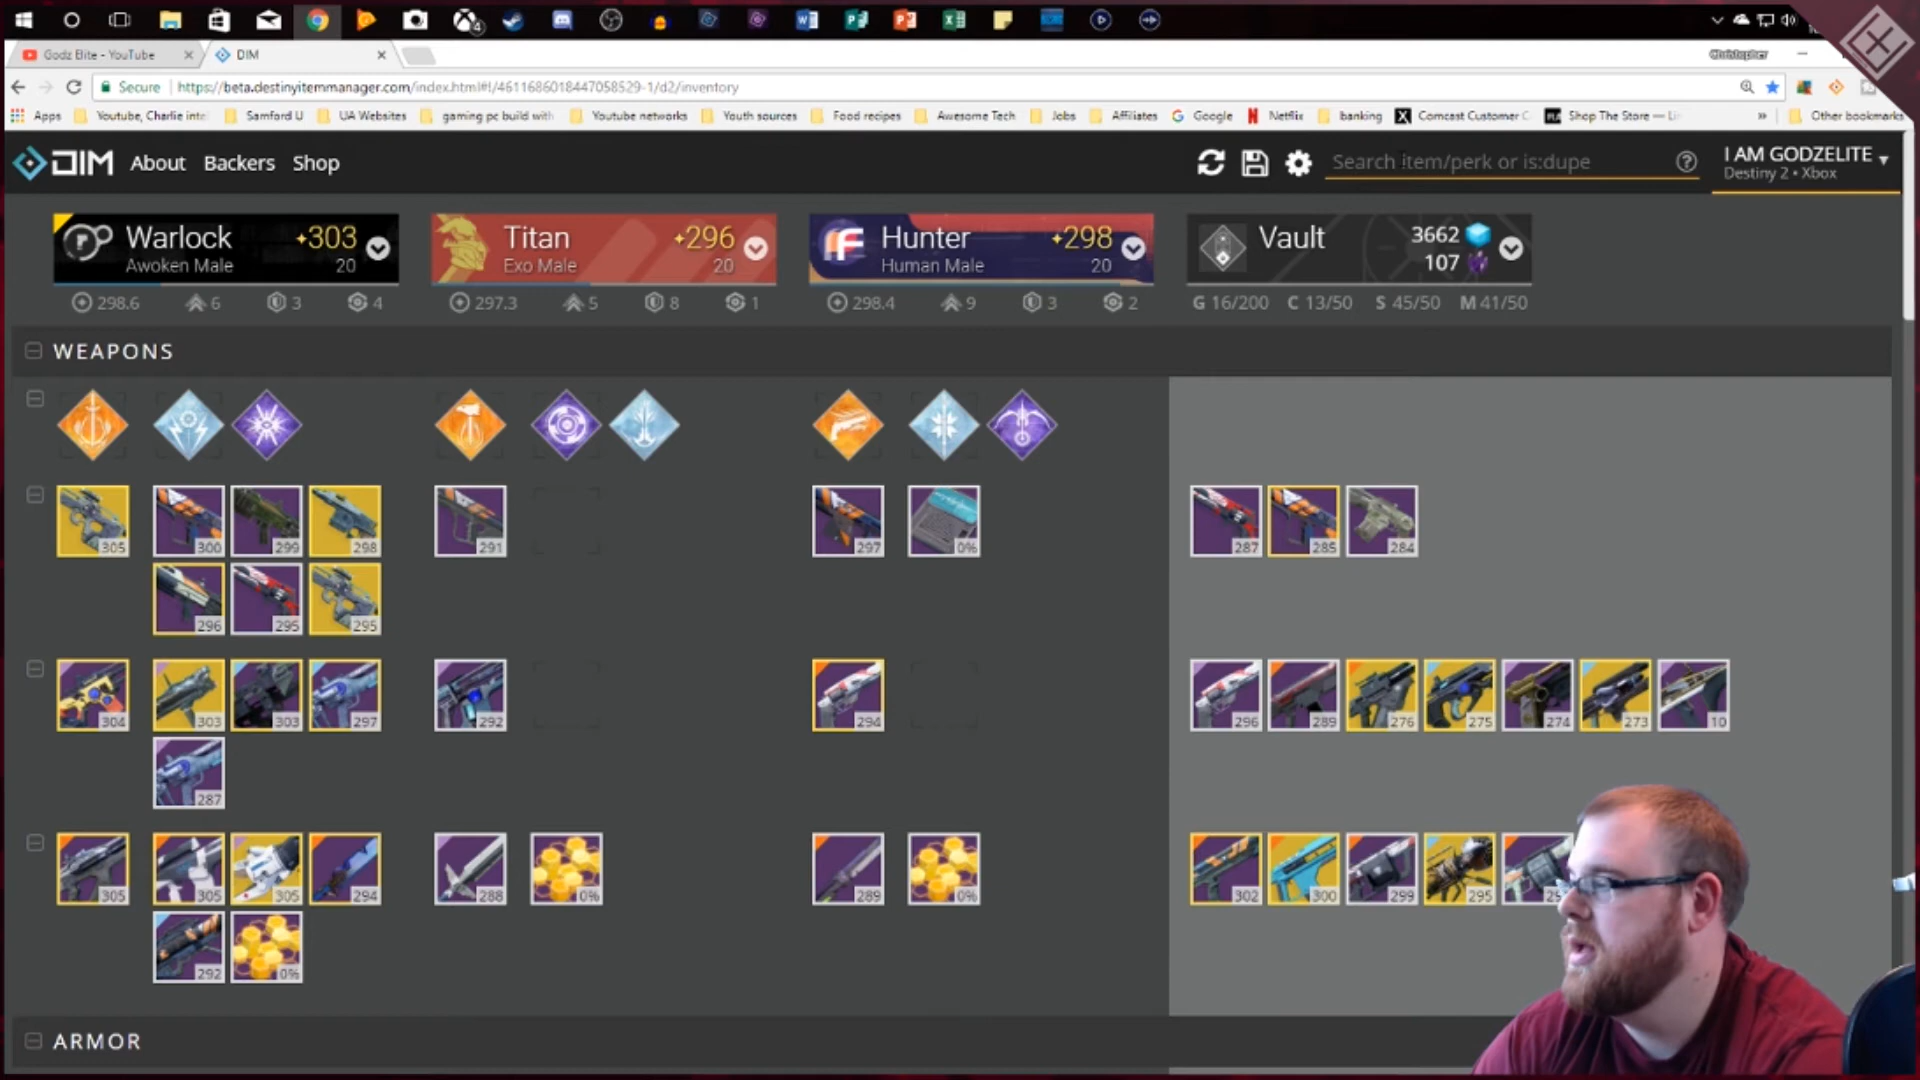 Godz Elite - YouTube
DIM
Christopher
Secure https://beta.destinyitemmanager.com/index.html#!/4611686018447058529-1/d2/inventory
Apps Youtube, Charlie inte Samford U UA Websites gaming pc build with Youtube networks Youth sources Food recipes Awesome Tech Jobs Affiliates Google Netflix banking Comcast Customer C Shop The Store — Li » Other bookmarks
DIM About Backers Shop
Search item/perk or is:dupe
I AM GODZELITE
Destiny 2 • Xbox
Warlock +303
Awoken Male 20
298.6 6 3 4
Titan +296
Exo Male 20
297.3 5 8 1
Hunter +298
Human Male 20
298.4 9 3 2
Vault 3662
107
G 16/200 C 13/50 S 45/50 M 41/50
WEAPONS
305 300 299 298 291 297 0% 287 285 284
296 295 295
304 303 303 297 292 294 296 289 276 275 274 273 10
287
305 305 305 294 288 0% 289 0% 302 300 299 295
292 0%
ARMOR